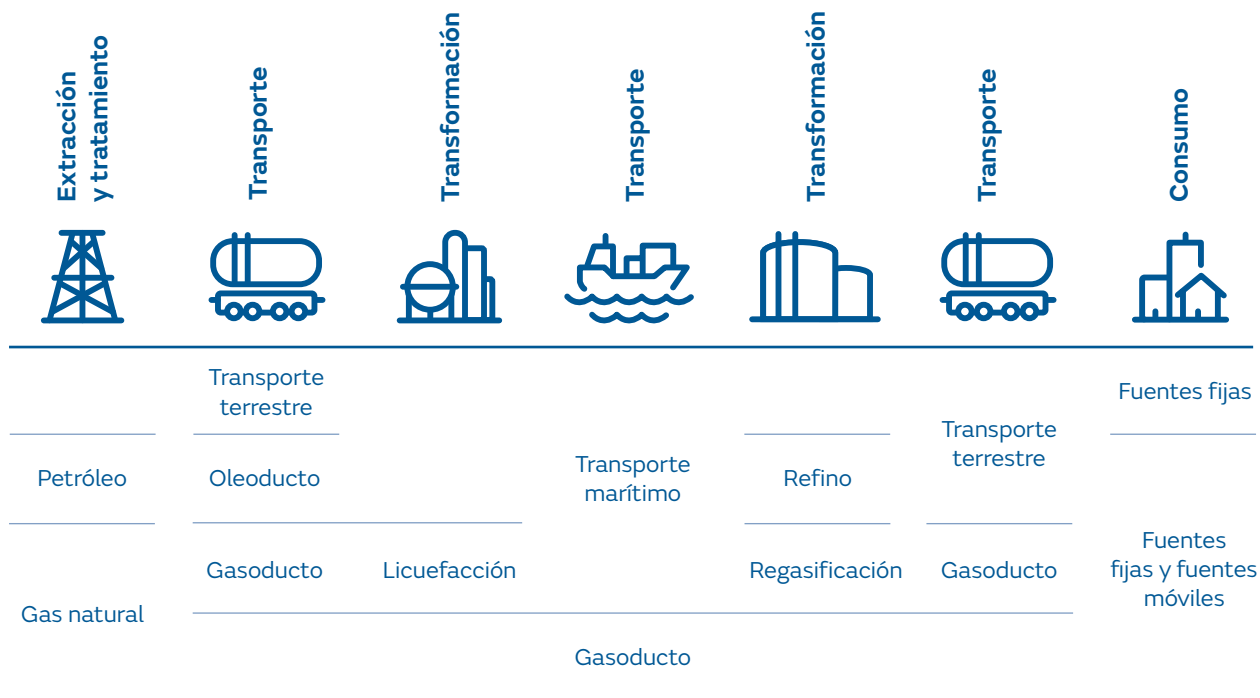 Extracción
y tratamiento
Transporte
Transformación
Transporte
Transformación
Transporte
Consumo
Transporte
terrestre
Fuentes fijas
Petróleo
Oleoducto
Transporte
marítimo
Refino
Transporte
terrestre
Gas natural
Gasoducto
Licuefacción
Regasificación
Gasoducto
Fuentes
fijas y fuentes
móviles
Gasoducto